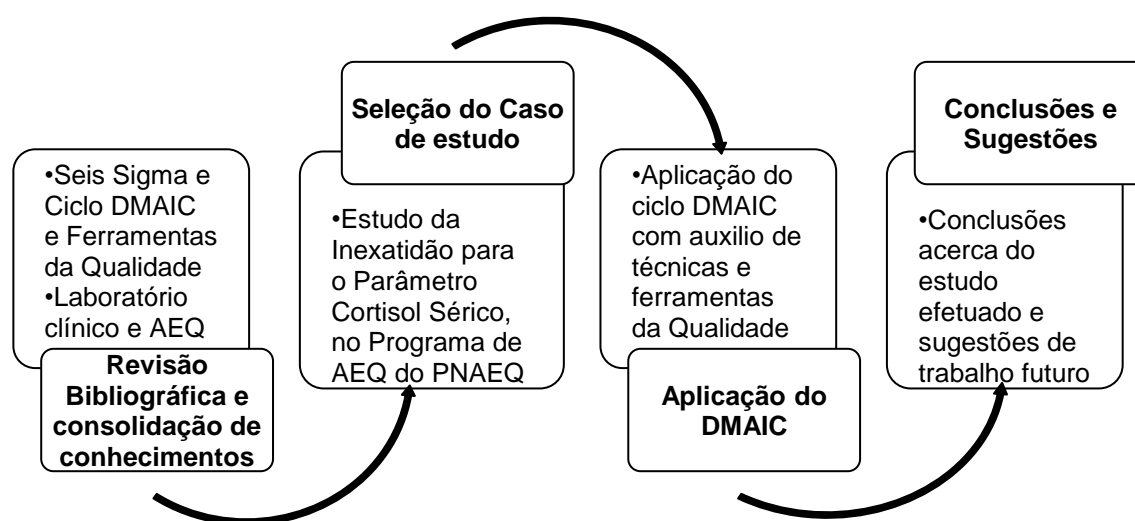 •Seis Sigma e
Ciclo DMAIC
e Ferramentas
da Qualidade
•Laboratório
clínico e AEQ
Revisão
Bibliográfica e
consolidação de
conhecimentos
Seleção do Caso
de estudo
•Estudo da
Inexatidão para
o Parâmetro
Cortisol Sérico,
no Programa de
AEQ do PNAEQ
•Aplicação do
ciclo DMAIC
com auxilio de
técnicas e
ferramentas
da Qualidade
Aplicação do
DMAIC
Conclusões e
Sugestões
•Conclusões
acerca do
estudo
efetuado e
sugestões de
trabalho futuro